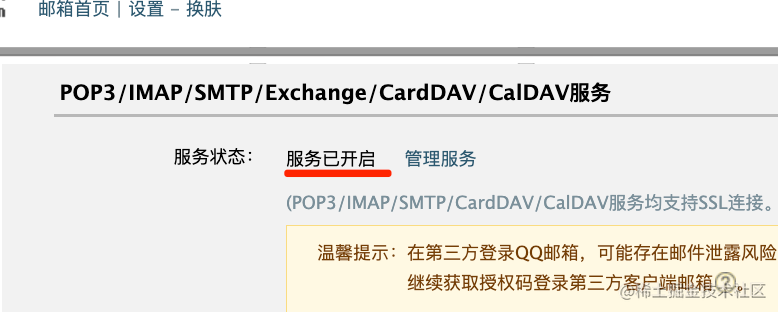 邮箱首页 | 设置 – 换肤
POP3/IMAP/SMTP/Exchange/CardDAV/CalDAV服务
服务状态： 服务已开启 管理服务
(POP3/IMAP/SMTP/CardDAV/CalDAV服务均支持SSL连接。
温馨提示：在第三方登录QQ邮箱，可能存在邮件泄露风险
继续获取授权码登录第三方客户端邮箱?。
@稀土掘金技术社区